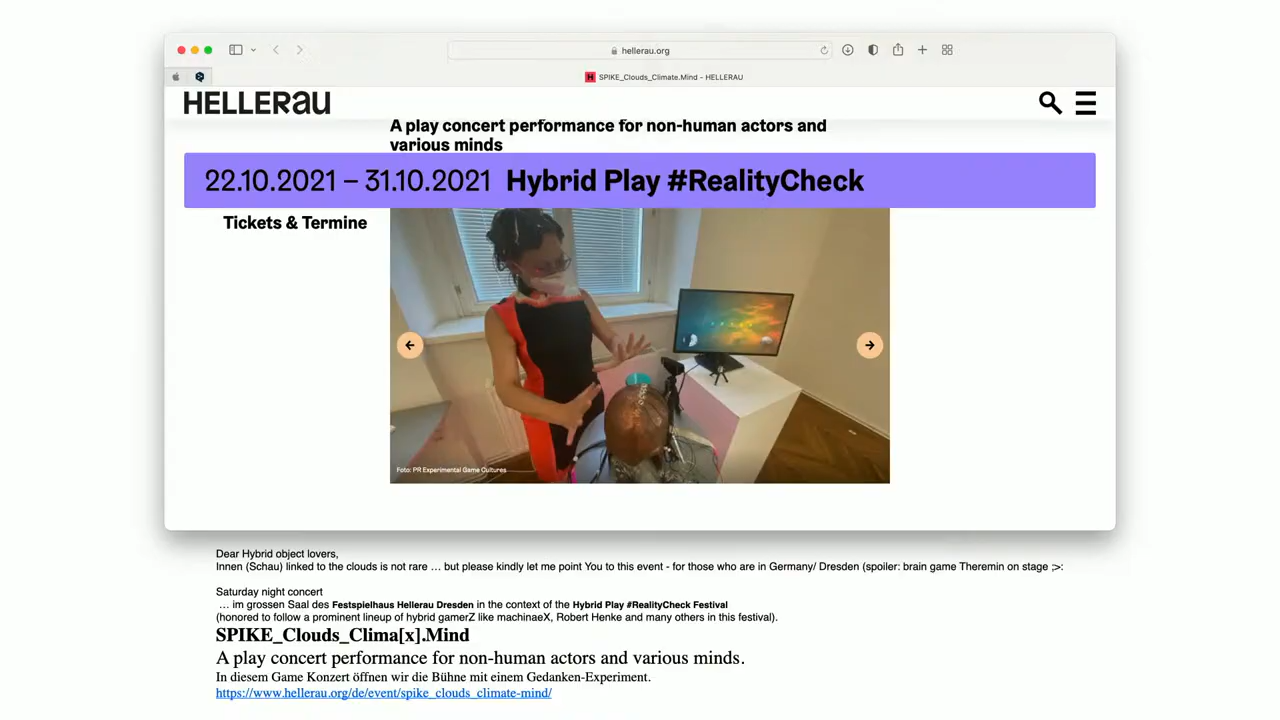 hellerau.org
SPIKE_Clouds_Climate.Mind - HELLERAU
HELLERaU
A play concert performance for non-human actors and
various minds
22.10.2021 – 31.10.2021 Hybrid Play #RealityCheck
Tickets & Termine
Foto: PR Experimental Game Cultures
Dear Hybrid object lovers,
Innen (Schau) linked to the clouds is not rare … but please kindly let me point You to this event - for those who are in Germany/ Dresden (spoiler: brain game Theremin on stage ;>:
Saturday night concert
… im grossen Saal des Festspielhaus Hellerau Dresden in the context of the Hybrid Play #RealityCheck Festival
(honored to follow a prominent lineup of hybrid gamerZ like machinaeX, Robert Henke and many others in this festival).
SPIKE_Clouds_Clima[x].Mind
A play concert performance for non-human actors and various minds.
In diesem Game Konzert öffnen wir die Bühne mit einem Gedanken-Experiment.
https://www.hellerau.org/de/event/spike_clouds_climate-mind/